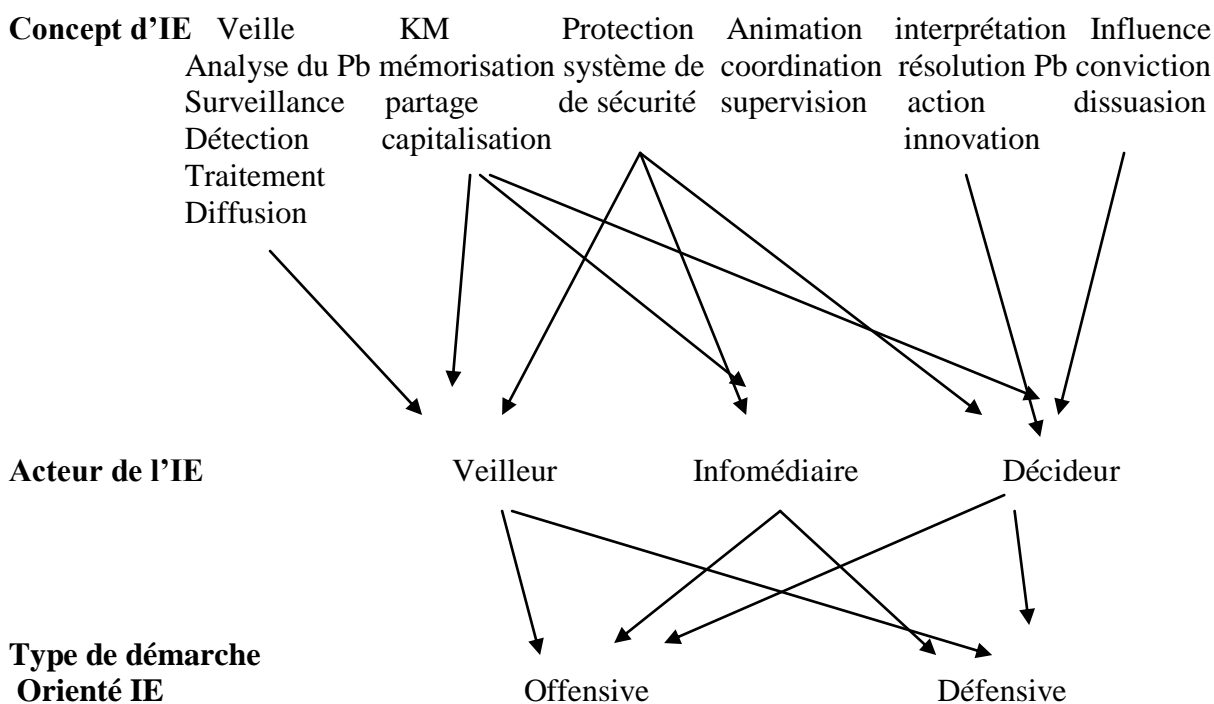 Concept d’IE Veille KM Protection Animation interprétation Influence
Analyse du Pb mémorisation système de coordination résolution Pb conviction
Surveillance partage de sécurité supervision action dissuasion
Détection capitalisation innovation
Traitement
Diffusion
Acteur de l’IE Veilleur Infomédiaire Décideur
Type de démarche
Orienté IE Offensive Défensive